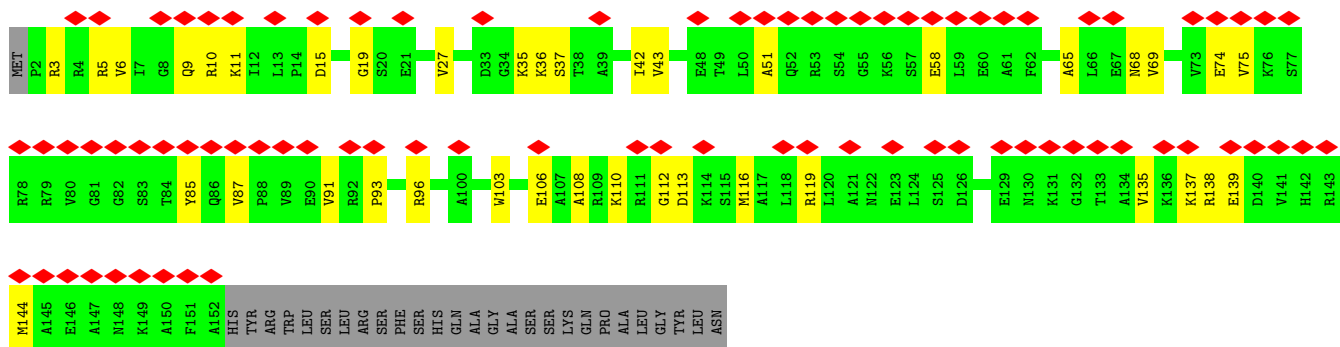 MET P2 R3 R4 R5 V6 I7 G8 Q9 R10 K11 I12 L13 P14 D15 G19 S20 E21 V27 D33 G34 K35 K36 S37 T38 A39 I42 V43 E48 T49 L50 A51 Q52 R53 S54 G55 K56 S57 E58 L59 E60 A61 F62 A65 L66 E67 N68 V69 V73 E74 V75 K76 S77
R78 R79 V80 G81 G82 S83 T84 Y85 Q86 V87 P88 V89 E90 V91 R92 P93 R96 A100 W103 E106 A107 A108 R109 K110 R111 G112 D113 K114 S115 M116 A117 L118 R119 L120 A121 N122 E123 L124 S125 D126 E129 N130 K131 G132 T133 A134 V135 K136 K137 R138 E139 D140 V141 H142 R143
M144 A145 E146 A147 N148 K149 A150 F151 A152 HIS TYR ARG TRP LEU SER LEU ARG SER PHE SER HIS GLN ALA GLY ALA SER SER LYS GLN PRO ALA LEU GLY TYR LEU ASN